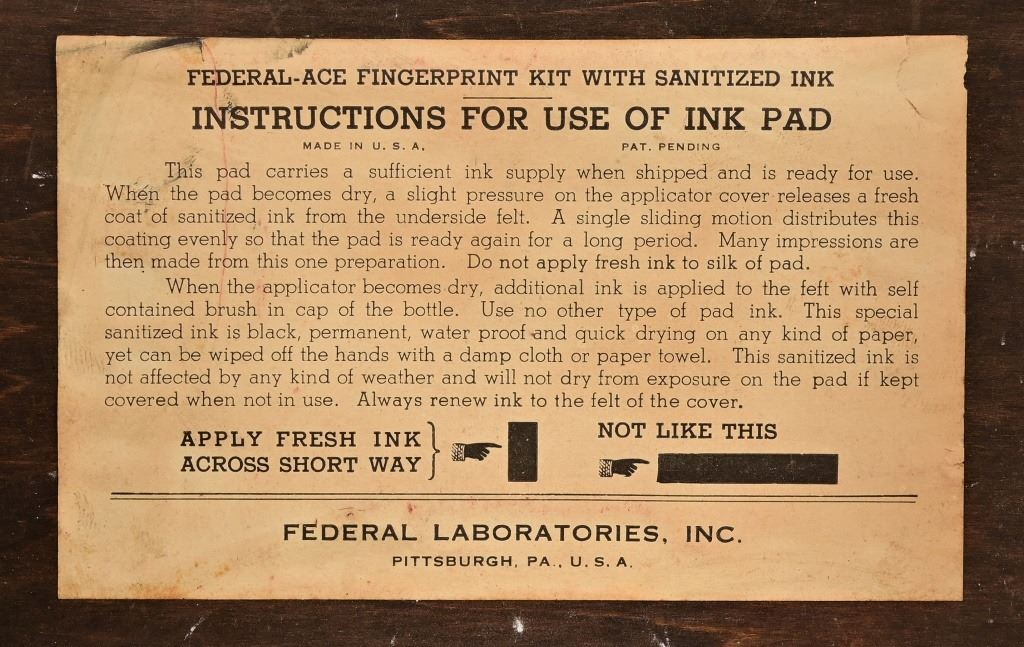 FEDERAL-ACE FINGERPRINT KIT WITH SANITIZED INK
INSTRUCTIONS FOR USE OF INK PAD
MADE IN U. S. A. PAT. PENDING
This pad carries a sufficient ink supply when shipped and is ready for use.
When the pad becomes dry, a slight pressure on the applicator cover releases a fresh
coat of sanitized ink from the underside felt. A single sliding motion distributes this
coating evenly so that the pad is ready again for a long period. Many impressions are
then made from this one preparation. Do not apply fresh ink to silk of pad.
When the applicator becomes dry, additional ink is applied to the feft with self
contained brush in cap of the bottle. Use no other type of pad ink. This special
sanitized ink is black, permanent, water proof and quick drying on any kind of paper,
yet can be wiped off the hands with a damp cloth or paper towel. This sanitized ink is
not affected by any kind of weather and will not dry from exposure on the pad if kept
covered when not in use. Always renew ink to the felt of the cover.
APPLY FRESH INK
ACROSS SHORT WAY
NOT LIKE THIS
FEDERAL LABORATORIES, INC.
PITTSBURGH, PA., U. S. A.